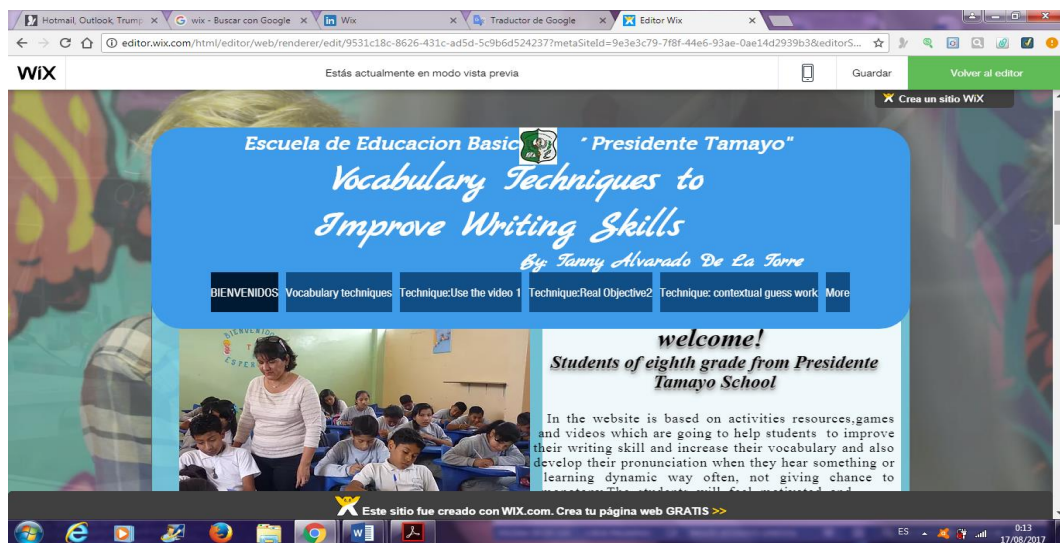 Hotmail, Outlook, Trump
wix - Buscar con Google
Wix
Traductor de Google
Editor Wix
editor.wix.com/html/editor/web/renderer/edit/9531c18c-8626-431c-ad5d-5c9b6d524237?metaSiteId=9e3e3c79-7f8f-44e6-93ae-0ae14d2939b3&editorS...
WiX
Estás actualmente en modo vista previa
Guardar
Volver al editor
Crea un sitio WiX
Escuela de Educacion Basic ´Presidente Tamayo"
Vocabulary Techniques to
Improve Writing Skills
By: Tanny Alvarado De La Torre
BIENVENIDOS Vocabulary techniques Technique:Use the video 1 Technique:Real Objective2 Technique: contextual guess work More
BIENVENIDO
welcome!
Students of eighth grade from Presidente
Tamayo School
In the website is based on activities resources,games
and videos which are going to help students to improve
their writing skill and increase their vocabulary and also
develop their pronunciation when they hear something or
learning dynamic way often, not giving chance to
The students will feel motivated and
Este sitio fue creado con WIX.com. Crea tu página web GRATIS >>
ES
0:13
17/08/2017